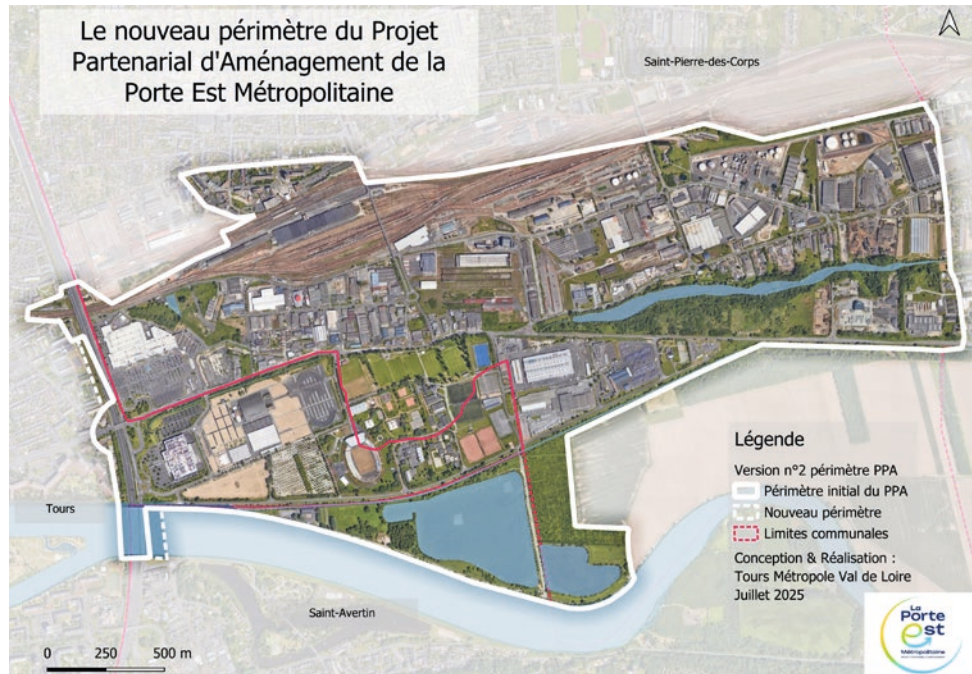 Le nouveau périmètre du Projet
Partenarial d'Aménagement de la
Porte Est Métropolitaine
Saint-Pierre-des-Corps
Tours
Saint-Avertin
Légende
Version n°2 périmètre PPA
Périmètre initial du PPA
Nouveau périmètre
Limites communales
Conception & Réalisation :
Tours Métropole Val de Loire
Juillet 2025
0 250 500 m
La
Porte
est
Métropolitaine